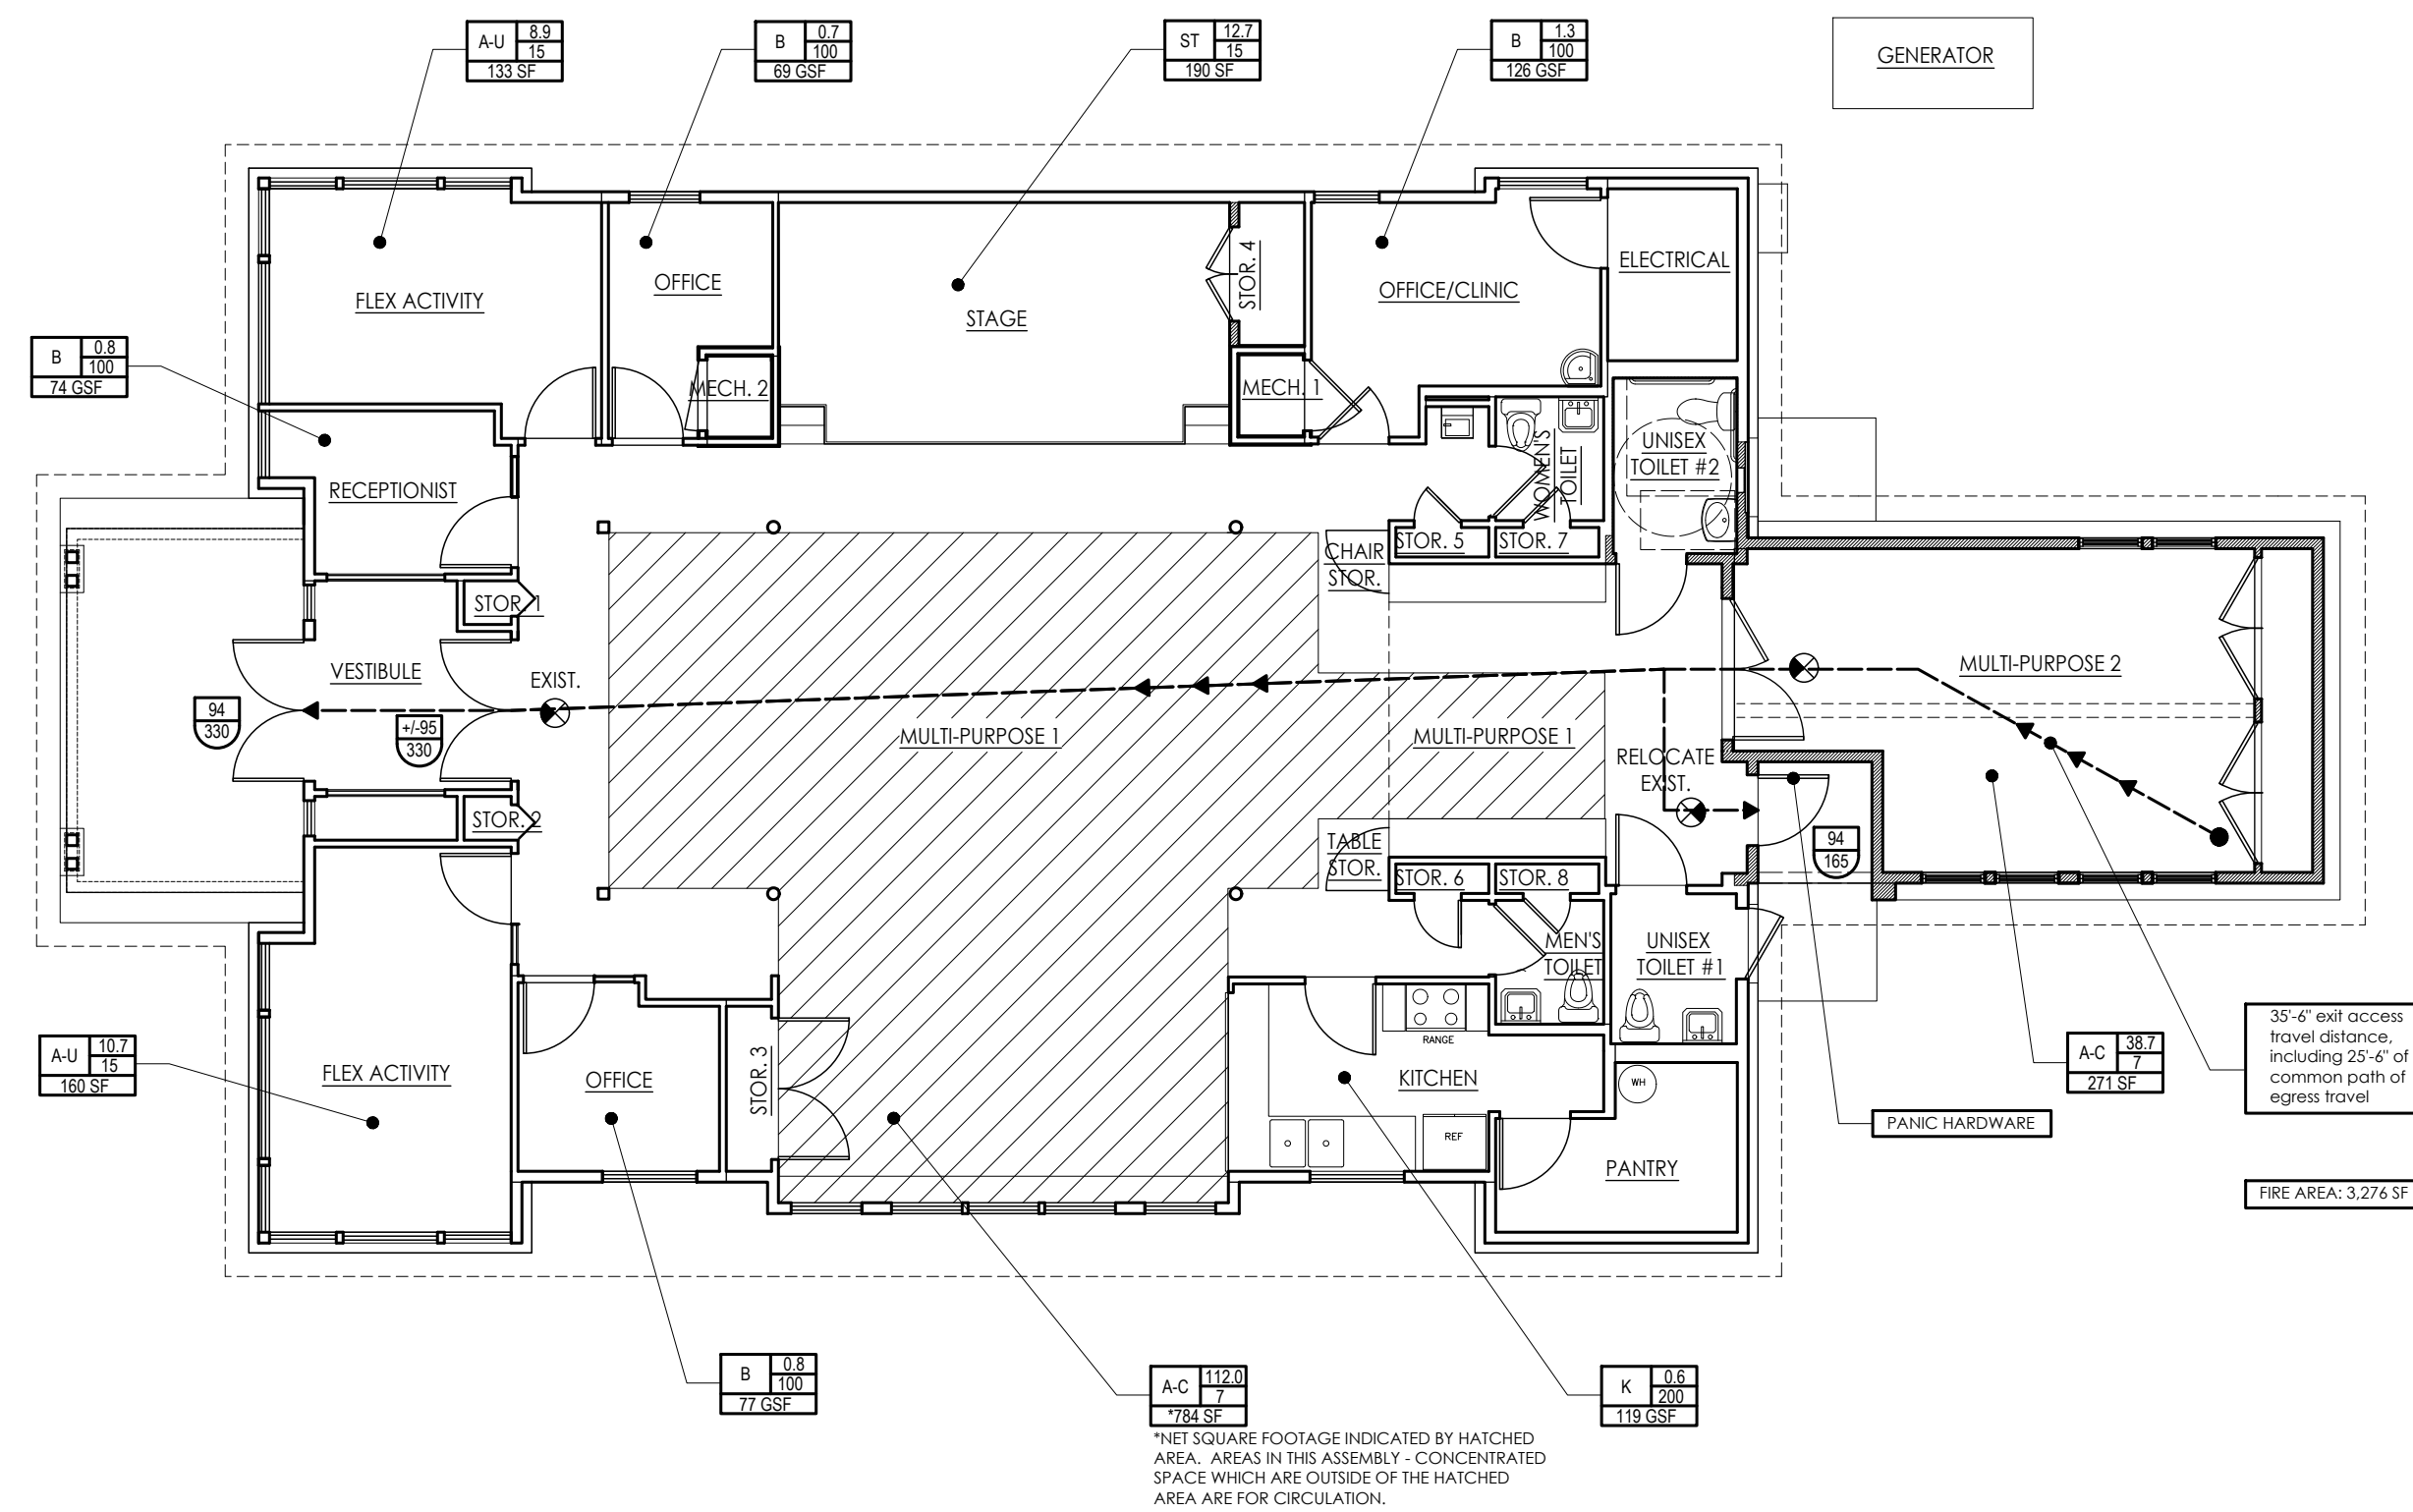 A-U 8.9
15
133 SF
B 0.7
100
69 GSF
ST 12.7
15
190 SF
B 1.3
100
126 GSF
GENERATOR
FLEX ACTIVITY
OFFICE
STAGE
STOR. 4
OFFICE/CLINIC
ELECTRICAL
B 0.8
100
74 GSF
MECH. 2
MECH. 1
RECEPTIONIST
WOMEN'S
TOILET
UNISEX
TOILET #2
STOR. 5
STOR. 7
CHAIR
STOR.
STOR. 1
VESTIBULE
EXIST.
MULTI-PURPOSE 2
94
330
+/-95
330
MULTI-PURPOSE 1
MULTI-PURPOSE 1
RELOCATE
EXIST.
STOR. 2
TABLE
STOR.
94
165
STOR. 6
STOR. 8
MEN'S
TOILET
UNISEX
TOILET #1
A-U 10.7
15
160 SF
FLEX ACTIVITY
OFFICE
STOR. 3
RANGE
KITCHEN
WH
REF
PANTRY
A-C 38.7
7
271 SF
35'-6" exit access
travel distance,
including 25'-6" of
common path of
egress travel
PANIC HARDWARE
FIRE AREA: 3,276 SF
B 0.8
100
77 GSF
A-C 112.0
7
*784 SF
K 0.6
200
119 GSF
*NET SQUARE FOOTAGE INDICATED BY HATCHED
AREA. AREAS IN THIS ASSEMBLY - CONCENTRATED
SPACE WHICH ARE OUTSIDE OF THE HATCHED
AREA ARE FOR CIRCULATION.